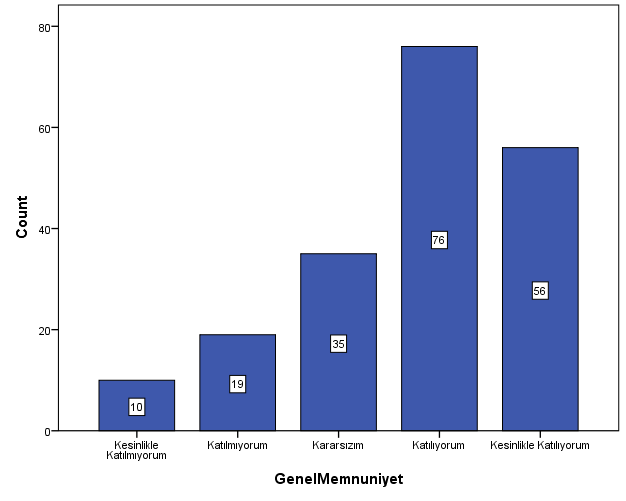 80
60
40
20
0
Count
10
19
35
76
56
Kesinlikle
Katılmıyorum
Katılmıyorum
Kararsızım
Katılıyorum
Kesinlikle Katılıyorum
GenelMemnuniyet